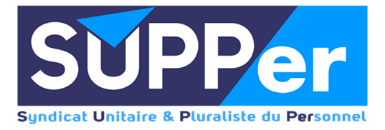 SUPPer
Syndicat Unitaire & Pluraliste du Personnel